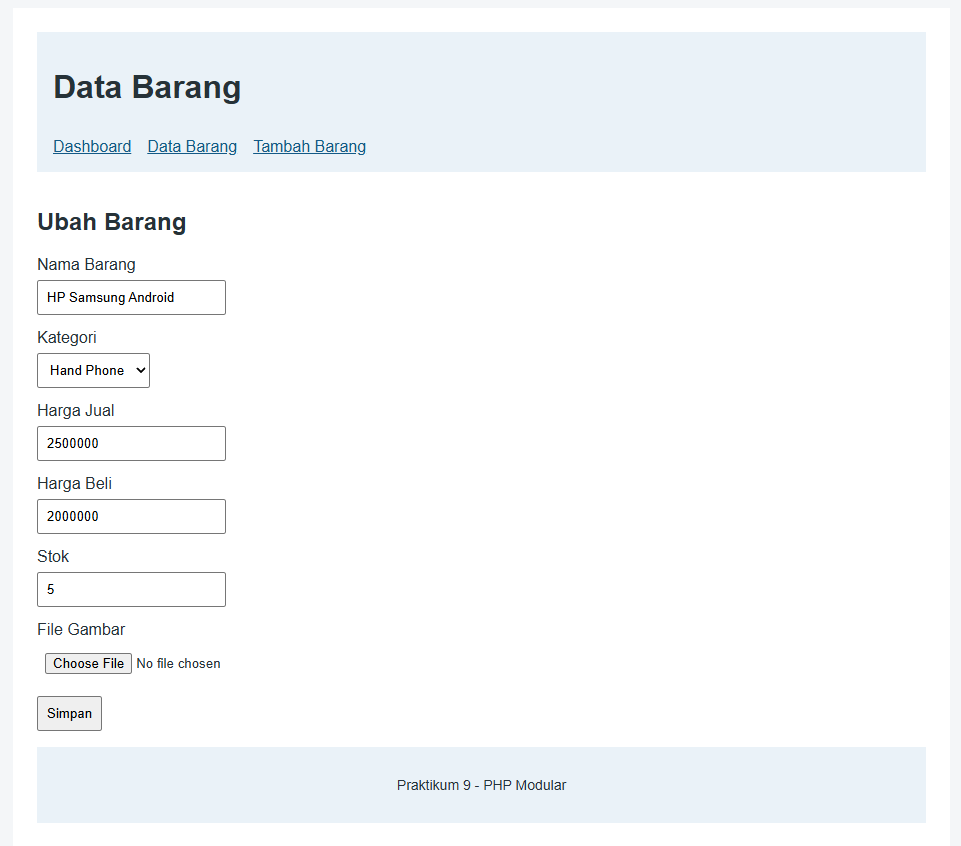 Data Barang
Dashboard Data Barang Tambah Barang
Ubah Barang
Nama Barang
HP Samsung Android
Kategori
Hand Phone
Harga Jual
2500000
Harga Beli
2000000
Stok
5
File Gambar
Choose File No file chosen
Simpan
Praktikum 9 - PHP Modular